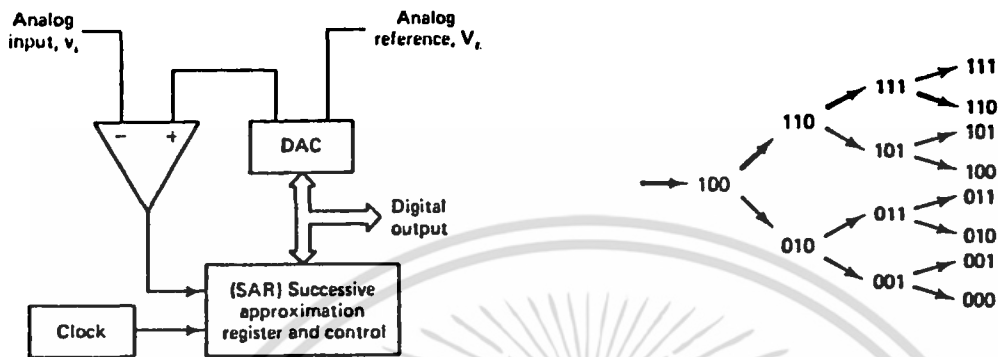 Analog
input, v
Analog
reference, V
- +
DAC
Digital
output
(SAR) Successive
approximation
register and control
Clock
100
110
010
111
101
011
001
111
110
101
100
011
010
001
000